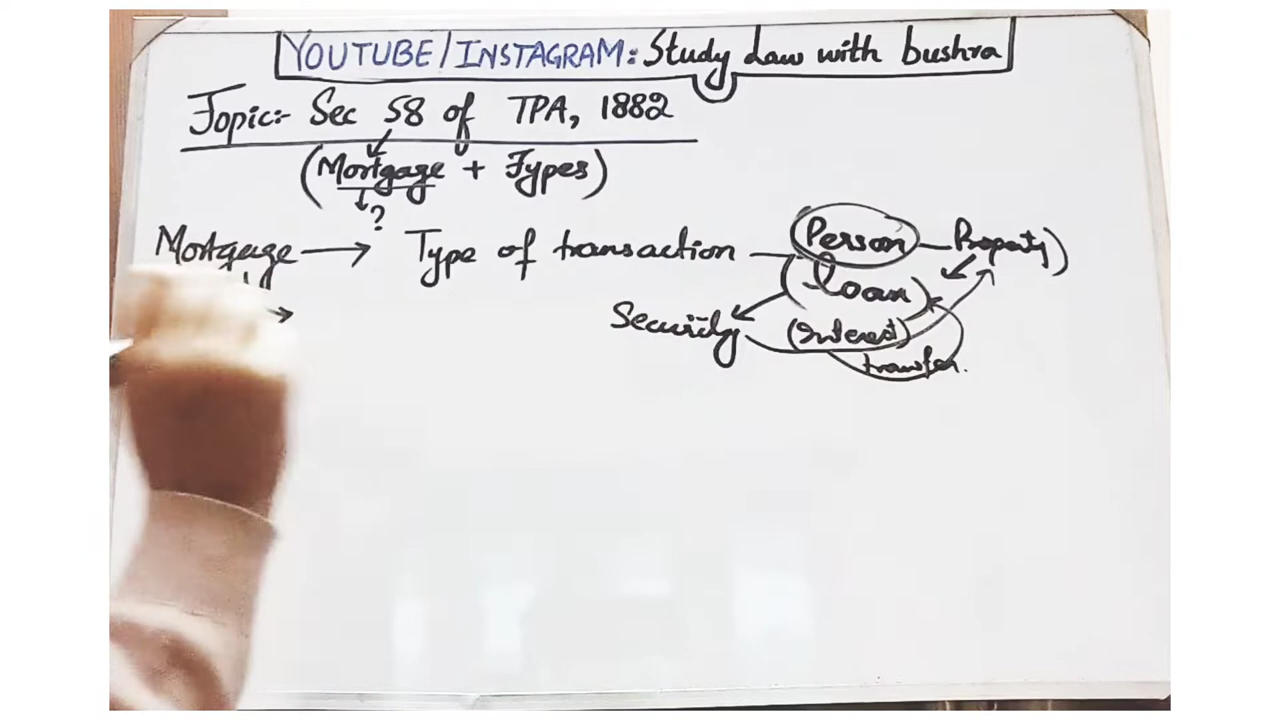 YOUTUBE/INSTAGRAM: Study Law with bushra
Topic:- Sec 58 of TPA, 1882
(Mortgage + Types)
?
Mortgage → Type of transaction — Person — Property)
(loan)
Security (Interest)
transfer.